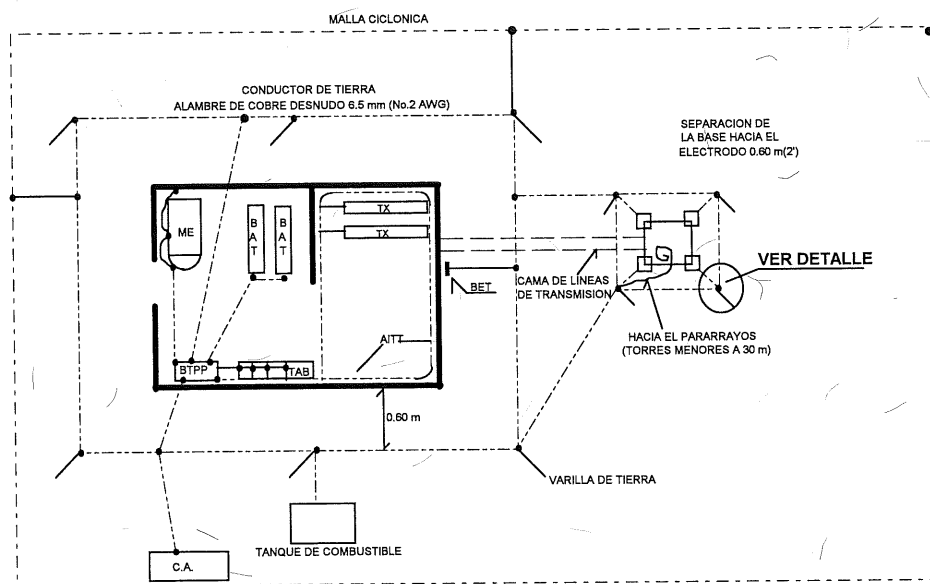 MALLA CICLONICA
CONDUCTOR DE TIERRA
ALAMBRE DE COBRE DESNUDO 6.5 mm (No.2 AWG)
SEPARACION DE
LA BASE HACIA EL
ELECTRODO 0.60 m(2')
TX
TX
ME
BAT
BAT
VER DETALLE
CAMA DE LINEAS
DE TRANSMISION
BET
HACIA EL PARARRAYOS
(TORRES MENORES A 30 m)
AITT
BTPP
TAB
0.60 m
VARILLA DE TIERRA
TANQUE DE COMBUSTIBLE
C.A.